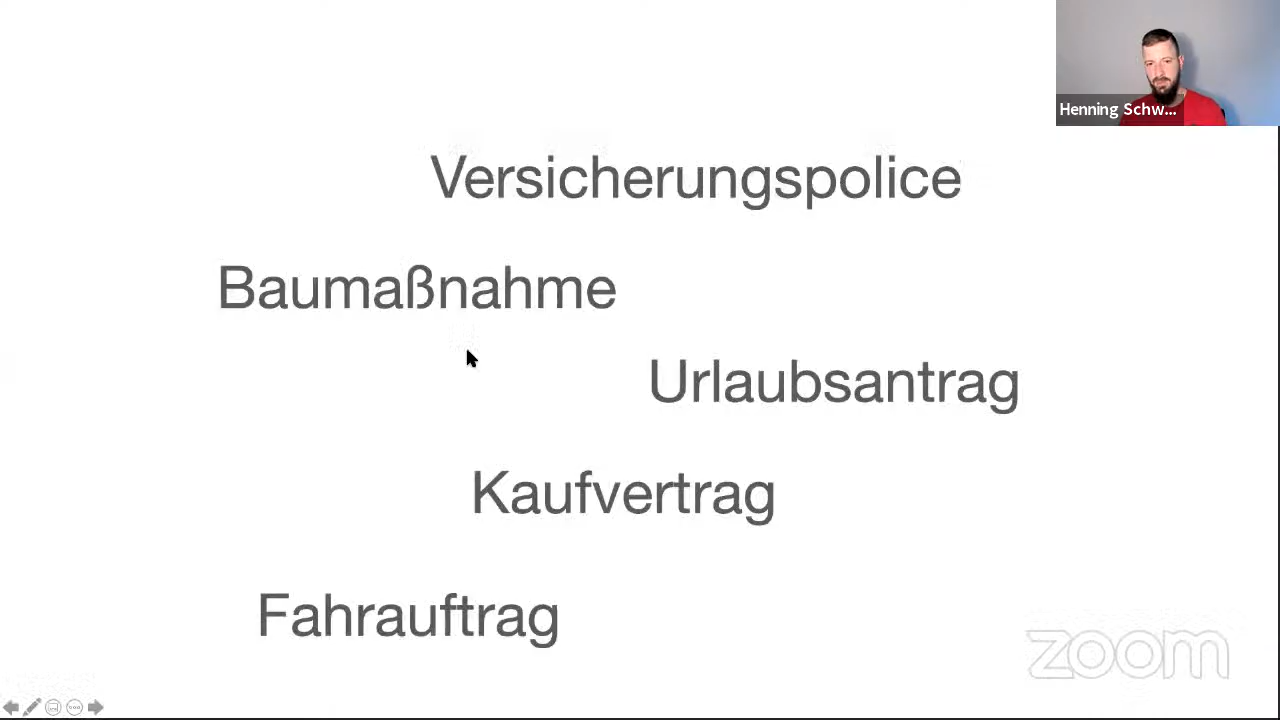 Henning Schw...
Versicherungspolice
Baumaßnahme
Urlaubsantrag
Kaufvertrag
Fahrauftrag
zoom